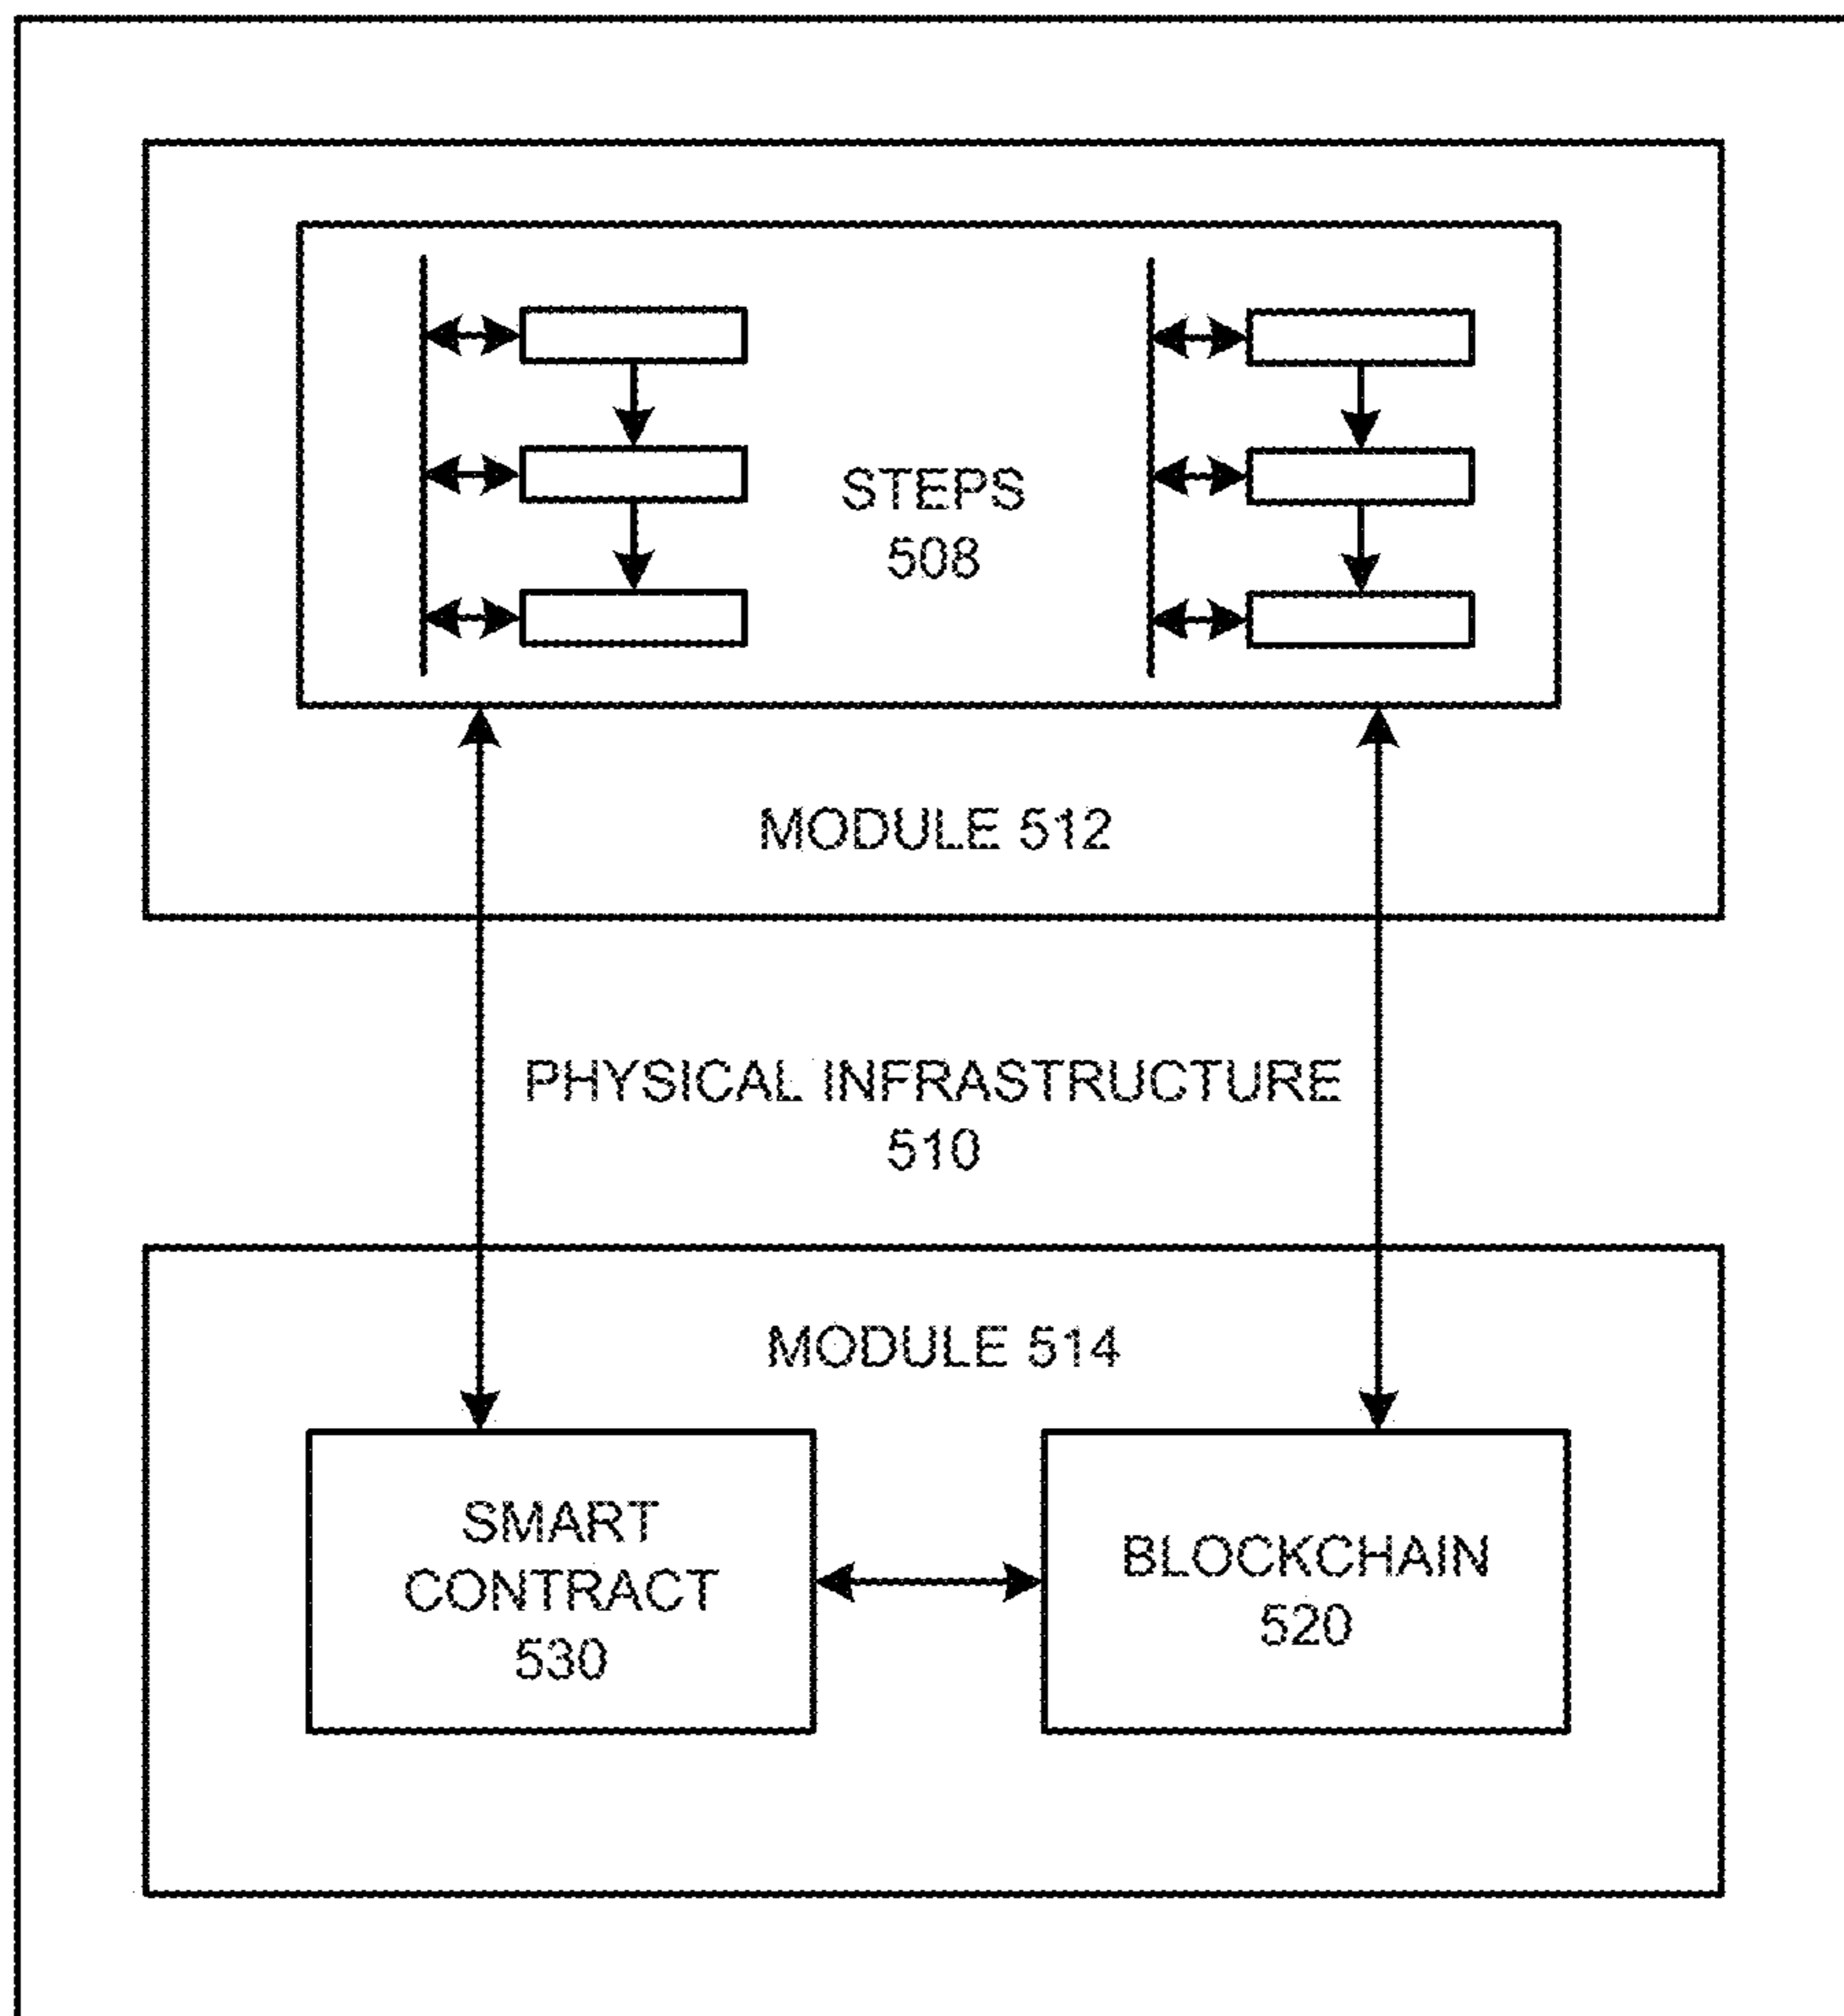 STEPS
508
MODULE 512
PHYSICAL INFRASTRUCTURE
510
MODULE 514
SMART
CONTRACT
530
BLOCKCHAIN
520